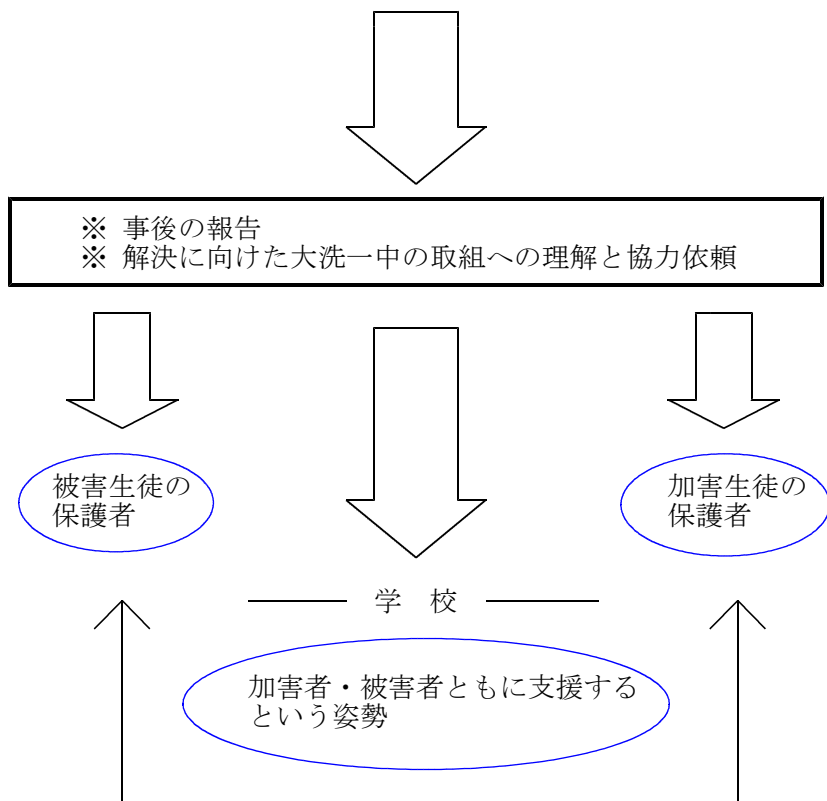 ※ 事後の報告
※ 解決に向けた大洗一中の取組への理解と協力依頼
被害生徒の
保護者
加害生徒の
保護者
学 校
加害者・被害者ともに支援する
という姿勢